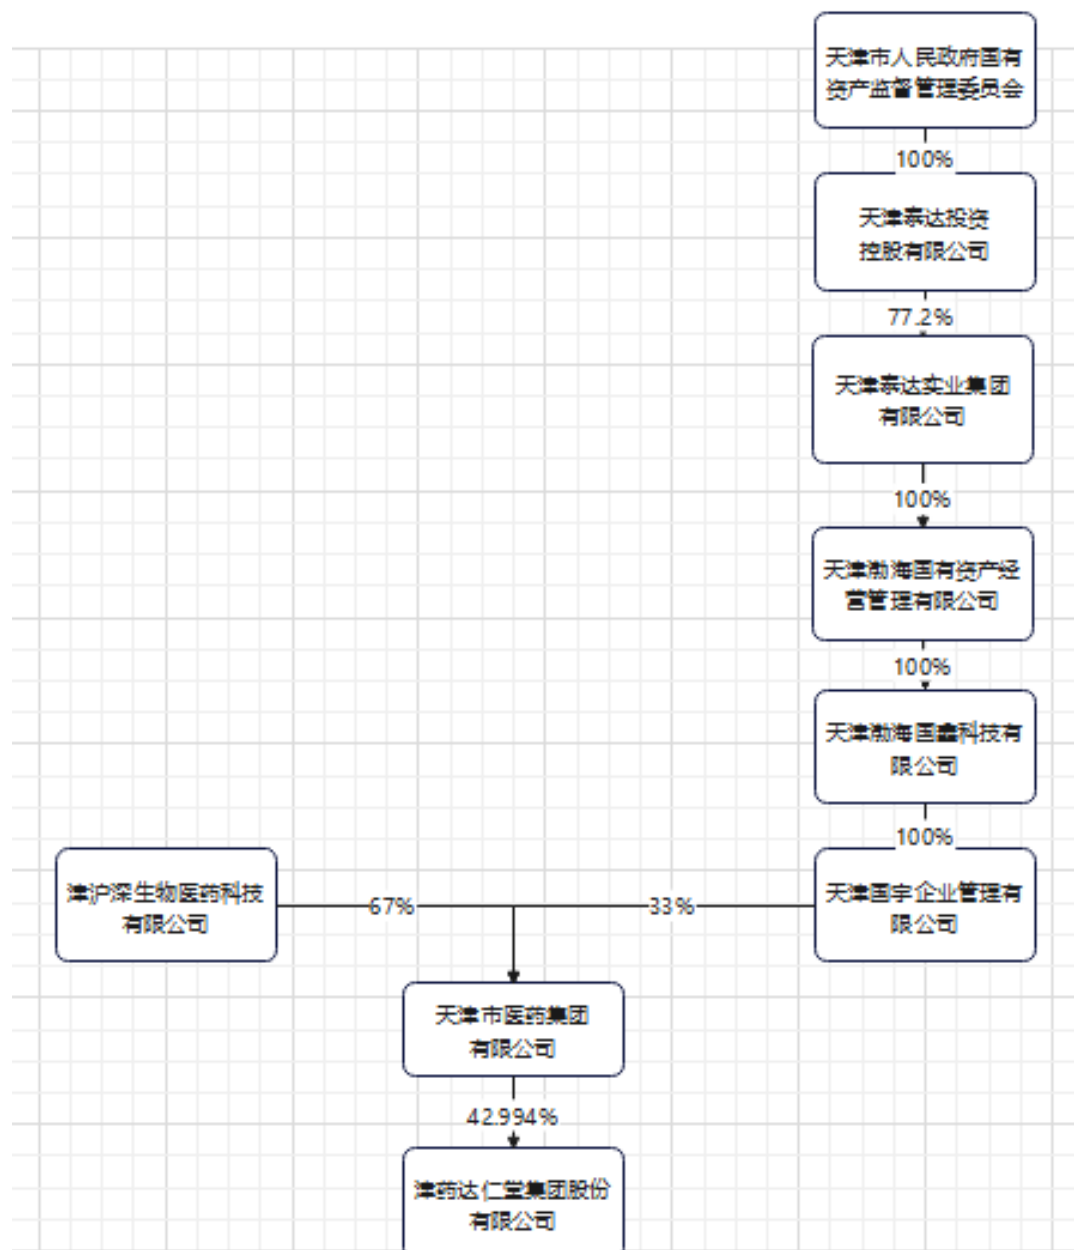 天津市人民政府国有
资产监督管理委员会
100%
天津泰达投资
控股有限公司
77.2%
天津泰达实业集团
有限公司
100%
天津渤海国有资产经
营管理有限公司
100%
天津渤海国鑫科技有
限公司
100%
津沪深生物医药科技
有限公司
67%
33%
天津国宇企业管理有
限公司
天津市医药集团
有限公司
42.994%
津药达仁堂集团股份
有限公司